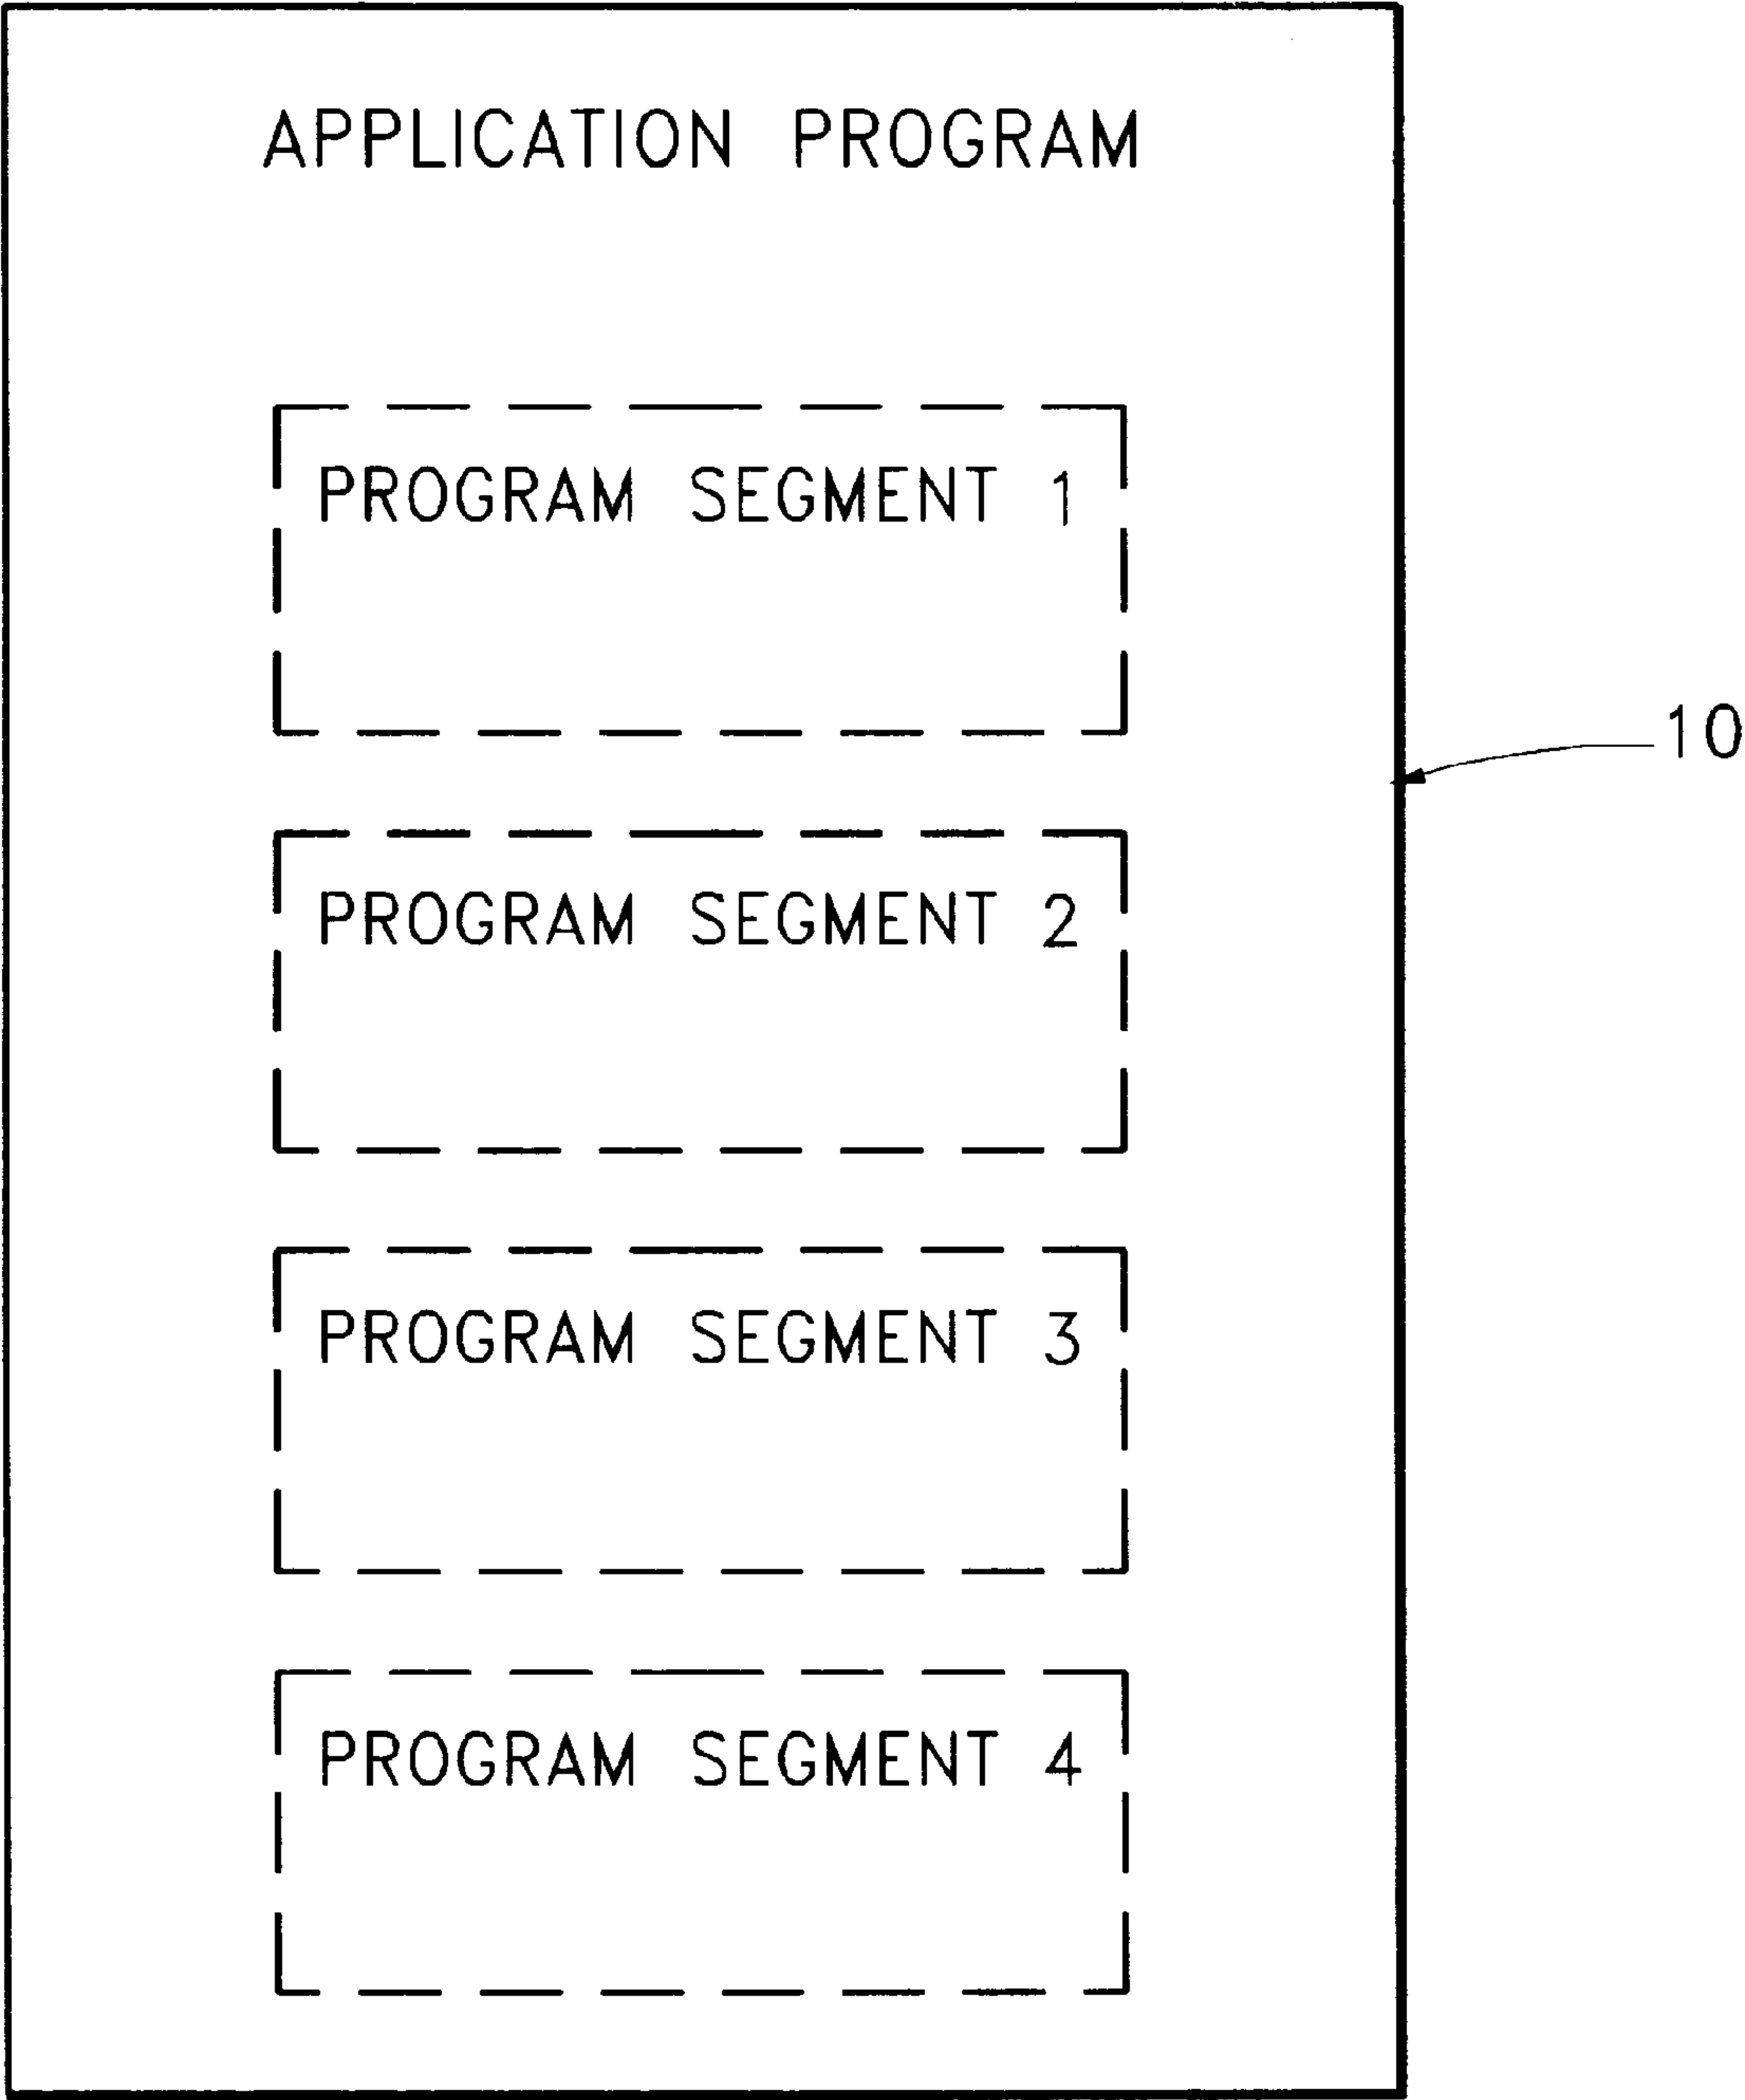 APPLICATION PROGRAM
PROGRAM SEGMENT 1
10
PROGRAM SEGMENT 2
PROGRAM SEGMENT 3
PROGRAM SEGMENT 4